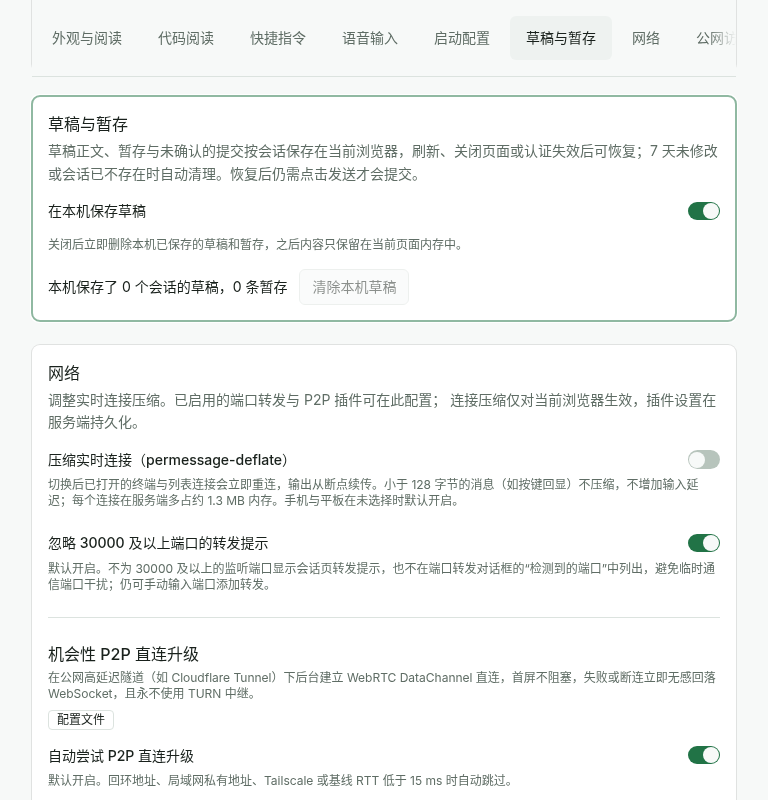 外观与阅读 代码阅读 快捷指令 语音输入 启动配置 草稿与暂存 网络 公网访
草稿与暂存
草稿正文、暂存与未确认的提交按会话保存在当前浏览器，刷新、关闭页面或认证失效后可恢复；7 天未修改
或会话已不存在时自动清理。恢复后仍需点击发送才会提交。
在本机保存草稿
关闭后立即删除本机已保存的草稿和暂存，之后内容只保留在当前页面内存中。
本机保存了 0 个会话的草稿，0 条暂存 清除本机草稿
网络
调整实时连接压缩。已启用的端口转发与 P2P 插件可在此配置； 连接压缩仅对当前浏览器生效，插件设置在
服务端持久化。
压缩实时连接（permessage-deflate）
切换后已打开的终端与列表连接会立即重连，输出从断点续传。小于 128 字节的消息（如按键回显）不压缩，不增加输入延
迟；每个连接在服务端多占约 1.3 MB 内存。手机与平板在未选择时默认开启。
忽略 30000 及以上端口的转发提示
默认开启。不为 30000 及以上的监听端口显示会话页转发提示，也不在端口转发对话框的“检测到的端口”中列出，避免临时通
信端口干扰；仍可手动输入端口添加转发。
机会性 P2P 直连升级
在公网高延迟隧道（如 Cloudflare Tunnel）下后台建立 WebRTC DataChannel 直连，首屏不阻塞，失败或断连立即无感回落
WebSocket，且永不使用 TURN 中继。
配置文件
自动尝试 P2P 直连升级
默认开启。回环地址、局域网私有地址、Tailscale 或基线 RTT 低于 15 ms 时自动跳过。